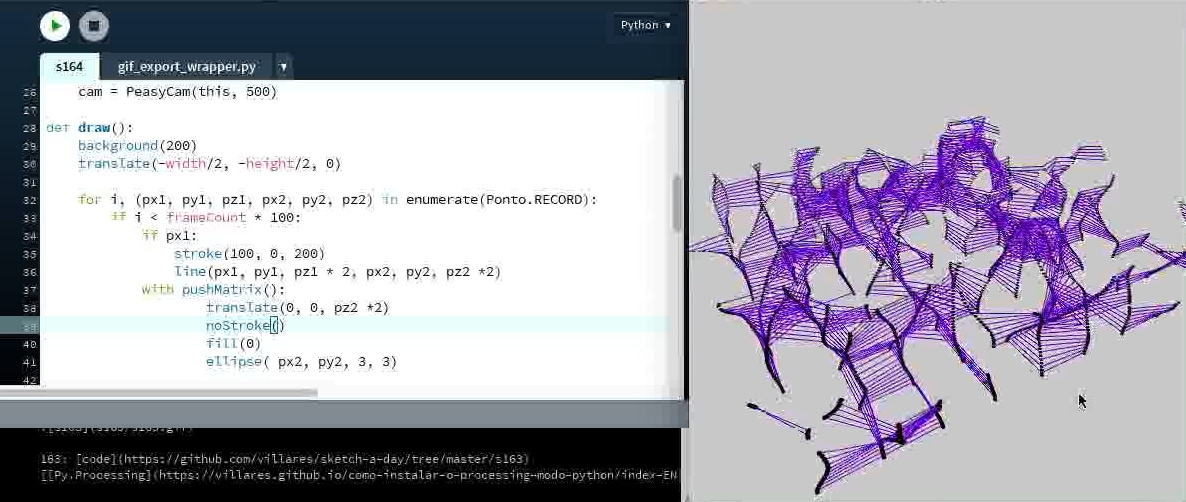 Python ▾
s164 gif_export_wrapper.py ▾
26 cam = PeasyCam(this, 500)
27
28 def draw():
29 background(200)
30 translate(-width/2, -height/2, 0)
31
32 for i, (px1, py1, pz1, px2, py2, pz2) in enumerate(Ponto.RECORD):
33 if i < frameCount * 100:
34 if px1:
35 stroke(100, 0, 200)
36 line(px1, py1, pz1 * 2, px2, py2, pz2 *2)
37 with pushMatrix():
38 translate(0, 0, pz2 *2)
39 noStroke()
40 fill(0)
41 ellipse( px2, py2, 3, 3)
42
163: [code](https://github.com/villares/sketch-a-day/tree/master/s163)
[[Py.Processing](https://villares.github.io/como-instalar-o-processing-modo-python/index-EN